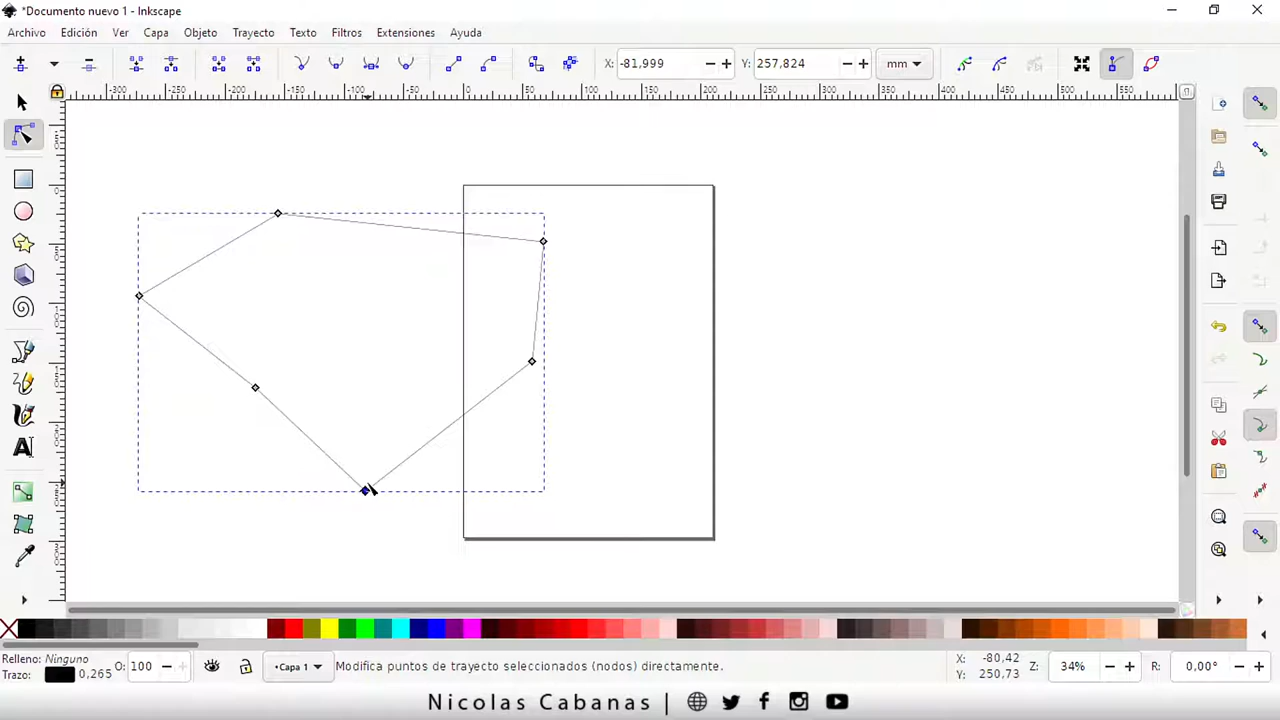 *Documento nuevo 1 - Inkscape
Archivo Edición Ver Capa Objeto Trayecto Texto Filtros Extensiones Ayuda
X: -81,999 Y: 257,824 mm
-300 -250 -200 -150 -100 -50 0 50 100 150 200 250 300 350 400 450 500 550
Relleno: Ninguno
Trazo: 0,265
O: 100
•Capa 1
Modifica puntos de trayecto seleccionados (nodos) directamente.
X: -80,42
Y: 250,73
Z: 34%
R: 0,00°
Nicolas Cabanas |